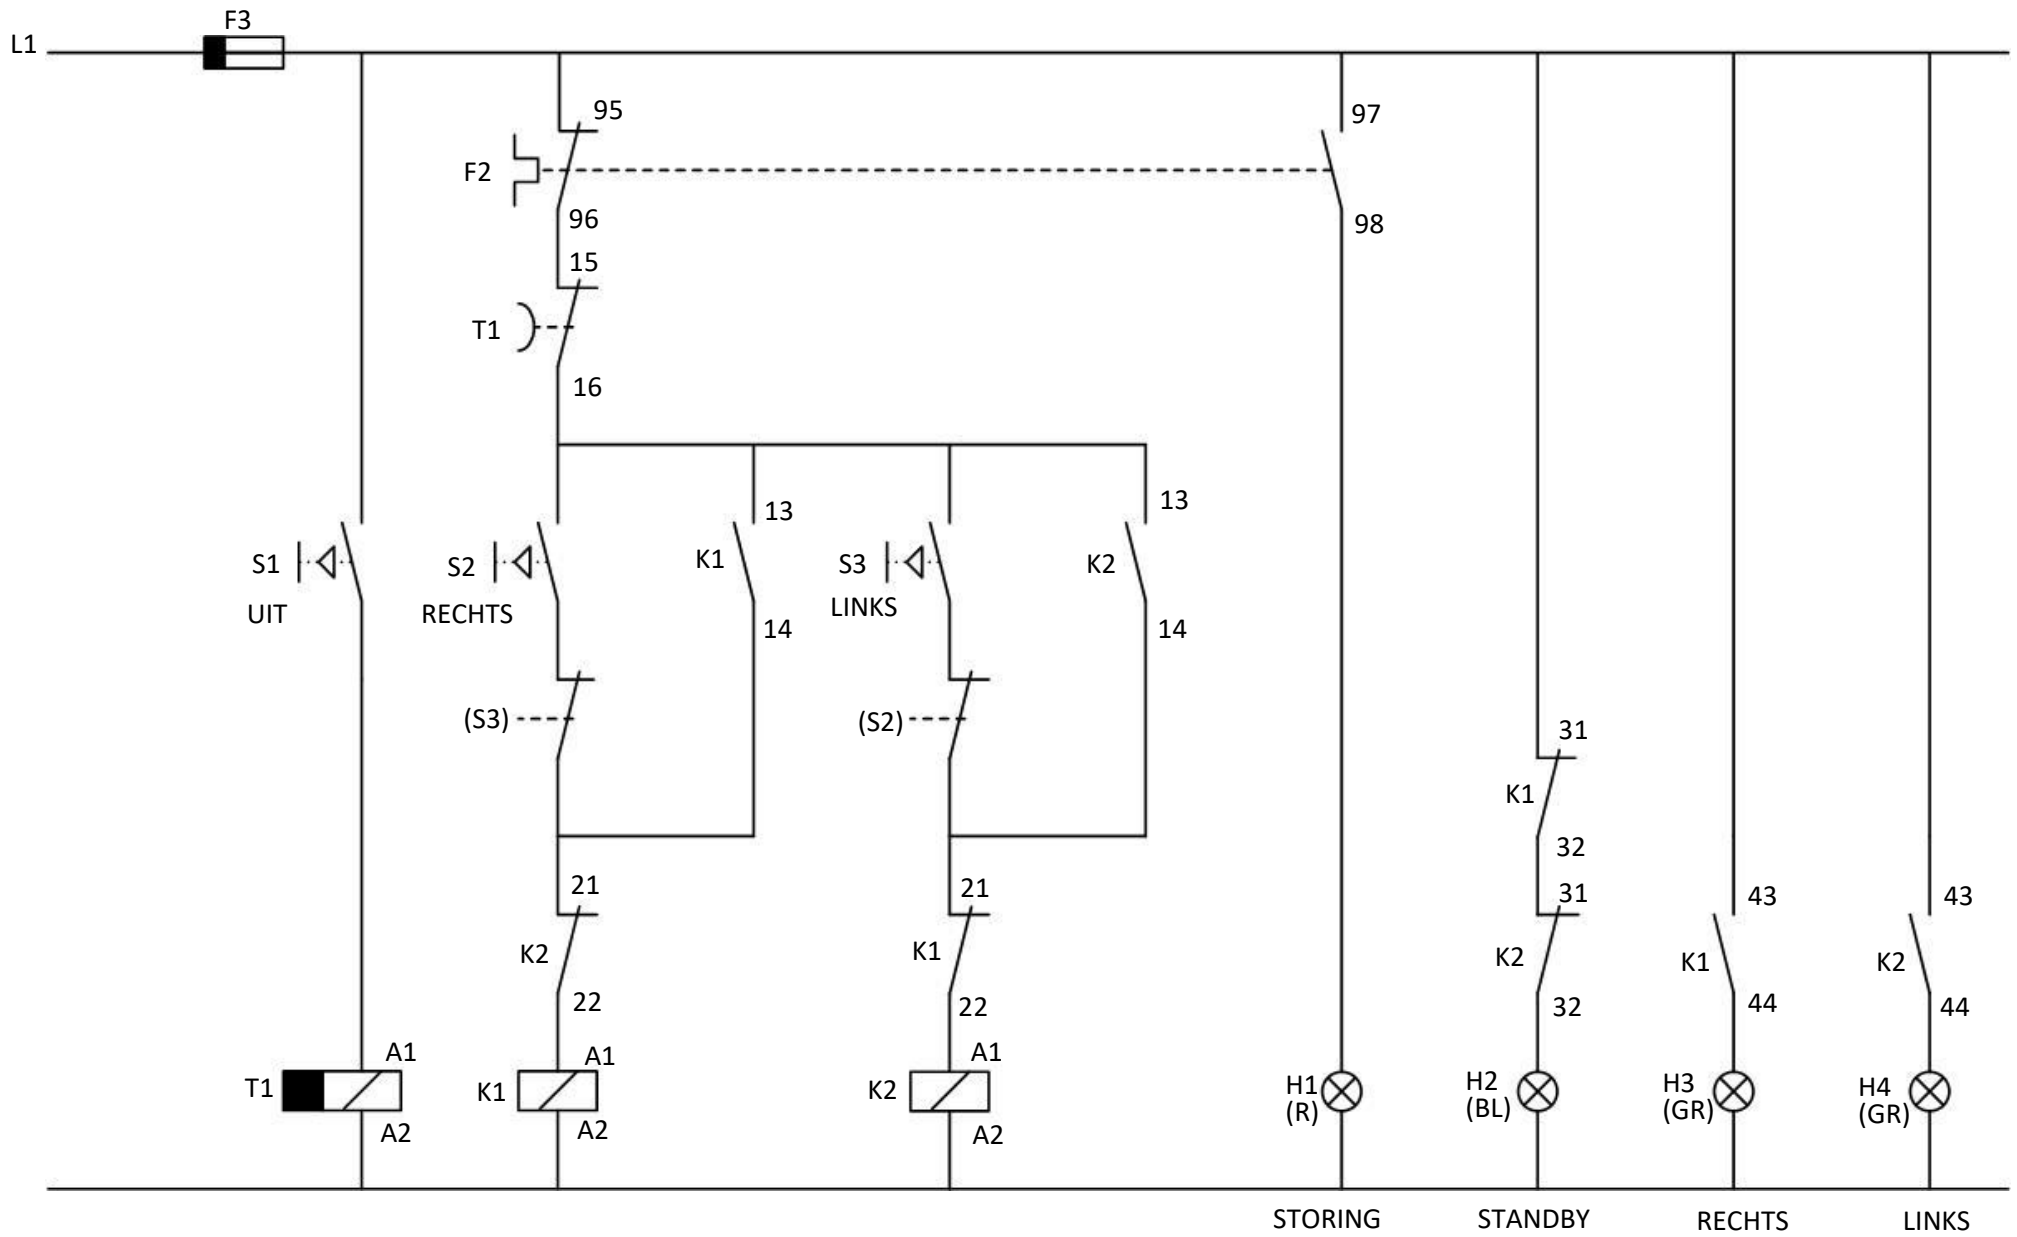 F3
L1
95
97
F2
96
98
15
T1
16
13
13
S1
S2
K1
S3
K2
UIT
RECHTS
LINKS
14
14
(S3)
(S2)
31
K1
32
21
21
31
43
43
K2
K1
K2
K1
K2
22
22
32
44
44
A1
A1
A1
T1
K1
K2
H1
(R)
H2
(BL)
H3
(GR)
H4
(GR)
A2
A2
A2
STORING
STANDBY
RECHTS
LINKS